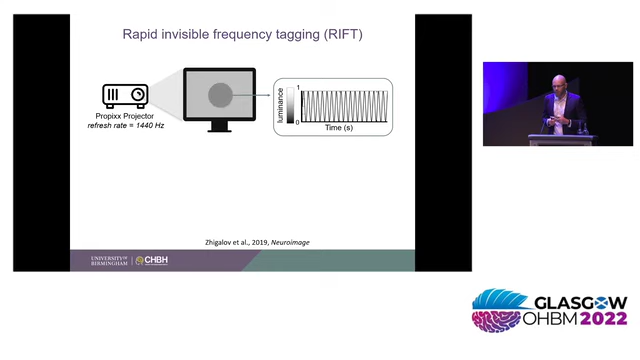 Rapid invisible frequency tagging (RIFT)
Propixx Projector
refresh rate = 1440 Hz
luminance
1
0
Time (s)
Zhigalov et al., 2019, Neuroimage
UNIVERSITY OF
BIRMINGHAM
CHBH
GLASGOW
OHBM 2022